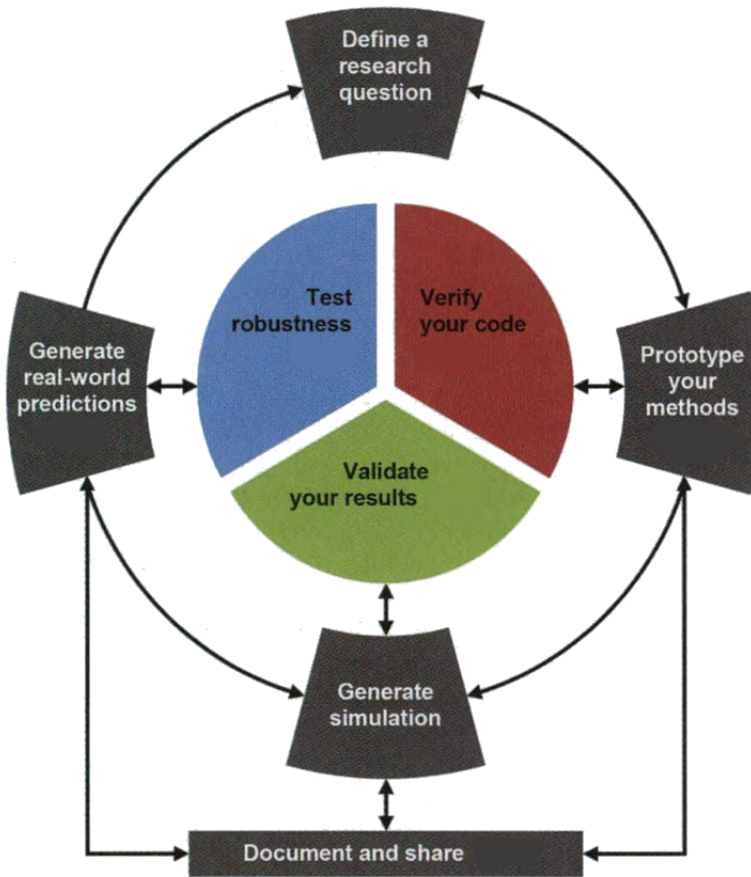 Define a
research
question
Test
robustness
Verify
your code
Generate
real-world
predictions
Prototype
your
methods
Validate
your results
Generate
simulation
Document and share